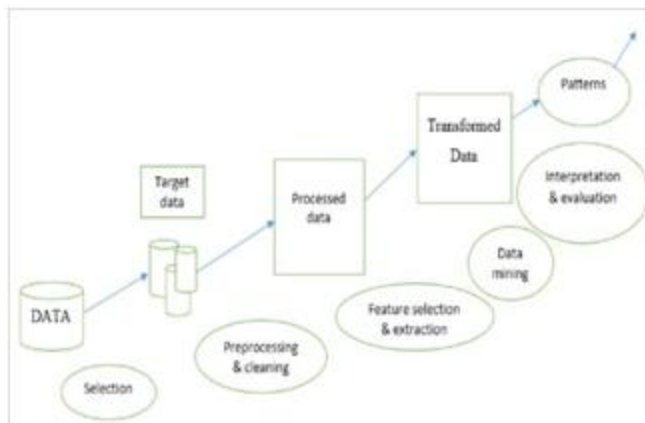 Patterns
Transformed
Data
Interpretation
& evaluation
Target
data
Processed
data
Data
mining
DATA
Feature selection
& extraction
Preprocessing
& cleaning
Selection